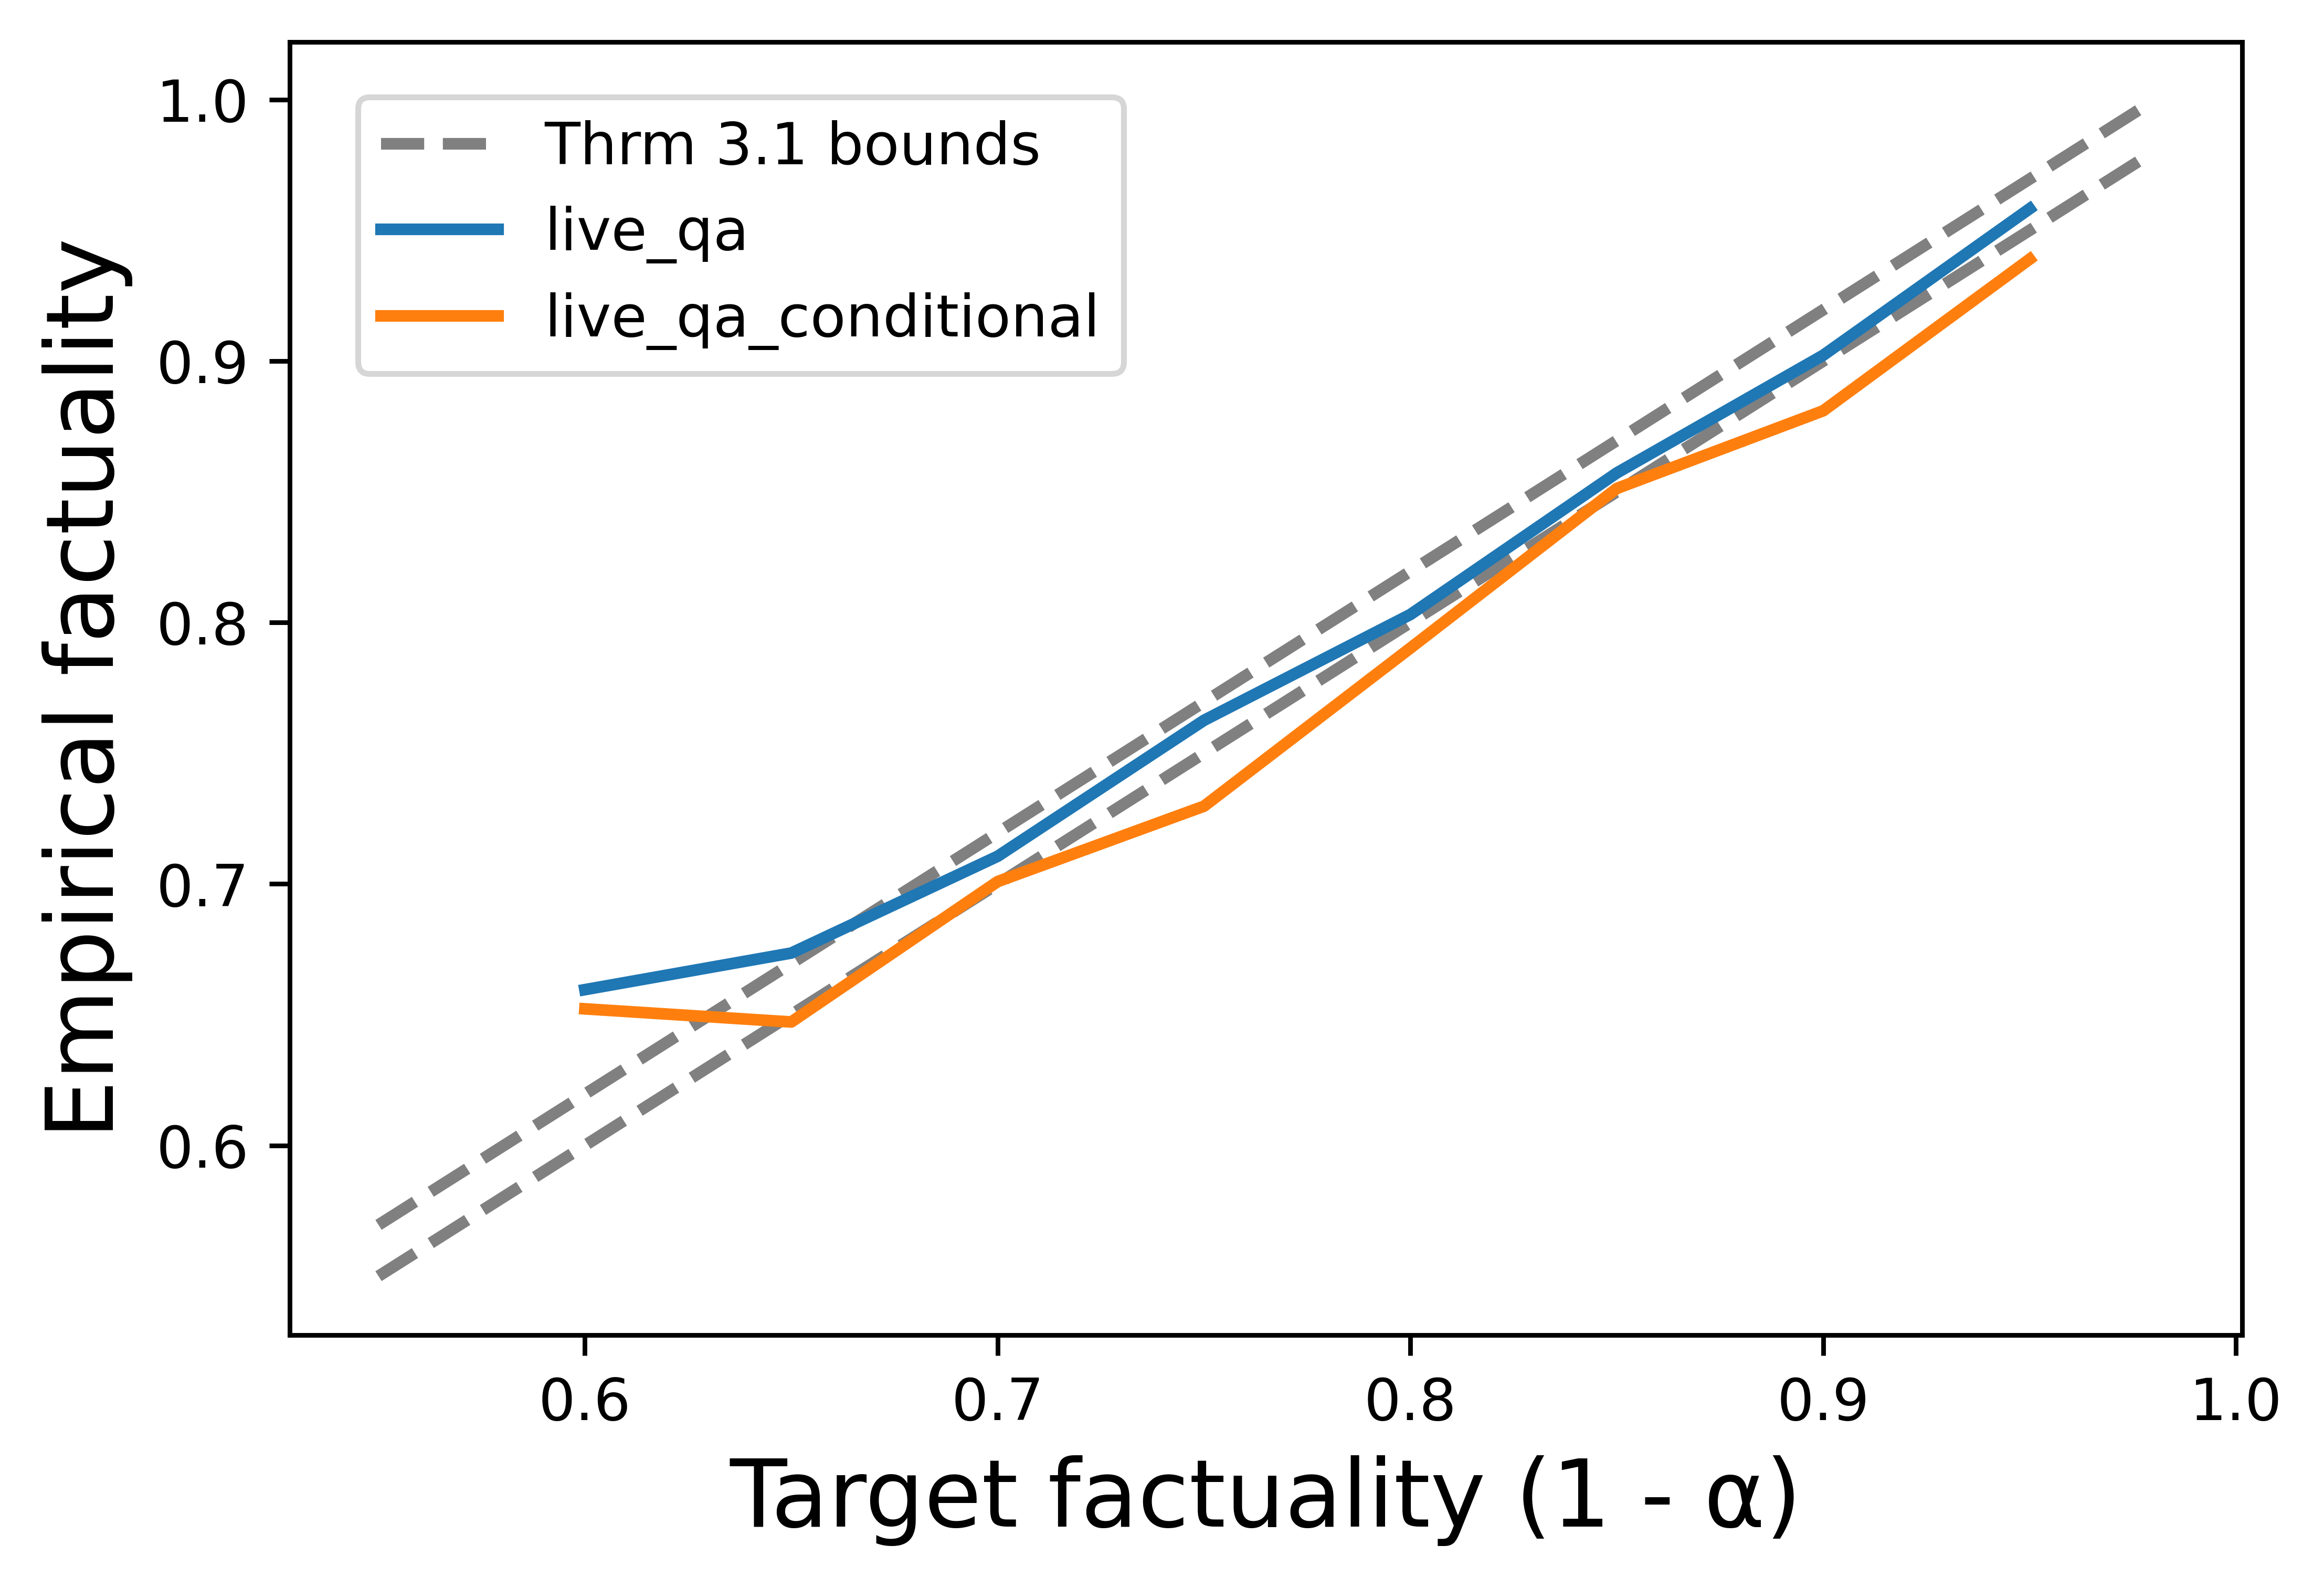 Thrm 3.1 bounds
live_qa
live_qa_conditional
Empirical factuality
1.0
0.9
0.8
0.7
0.6
0.6 0.7 0.8 0.9 1.0
Target factuality (1 - α)